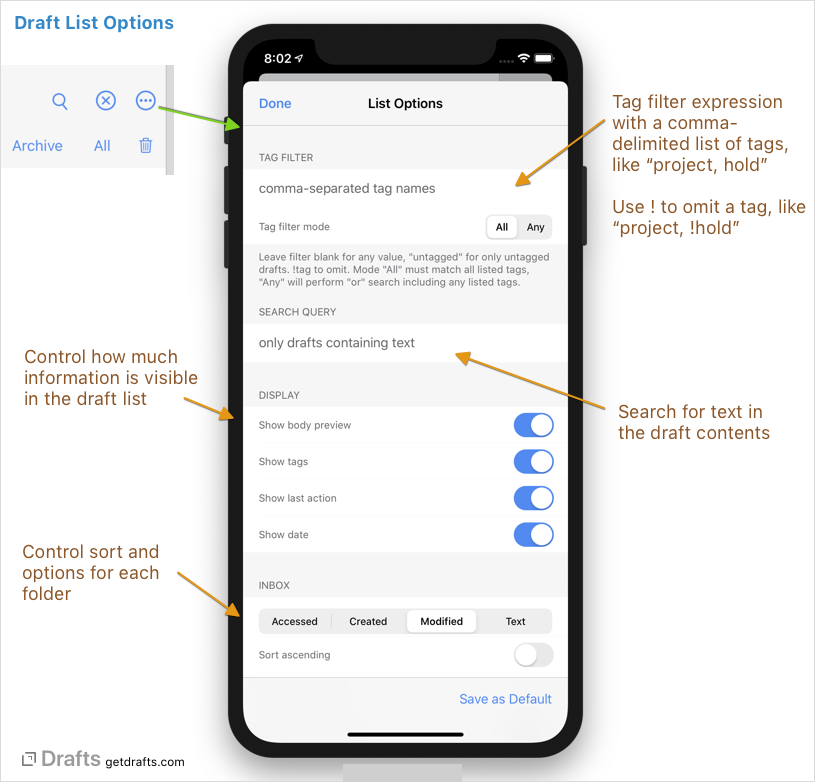 Draft List Options
Archive
All
8:02
Done
List Options
TAG FILTER
comma-separated tag names
Tag filter mode
All
Any
Leave filter blank for any value, "untagged" for only untagged
drafts. !tag to omit. Mode "All" must match all listed tags,
"Any" will perform "or" search including any listed tags.
SEARCH QUERY
only drafts containing text
DISPLAY
Show body preview
Show tags
Show last action
Show date
INBOX
Accessed
Created
Modified
Text
Sort ascending
Save as Default
Tag filter expression
with a comma-
delimited list of tags,
like “project, hold”
Use ! to omit a tag, like
“project, !hold”
Control how much
information is visible
in the draft list
Search for text in
the draft contents
Control sort and
options for each
folder
Drafts getdrafts.com